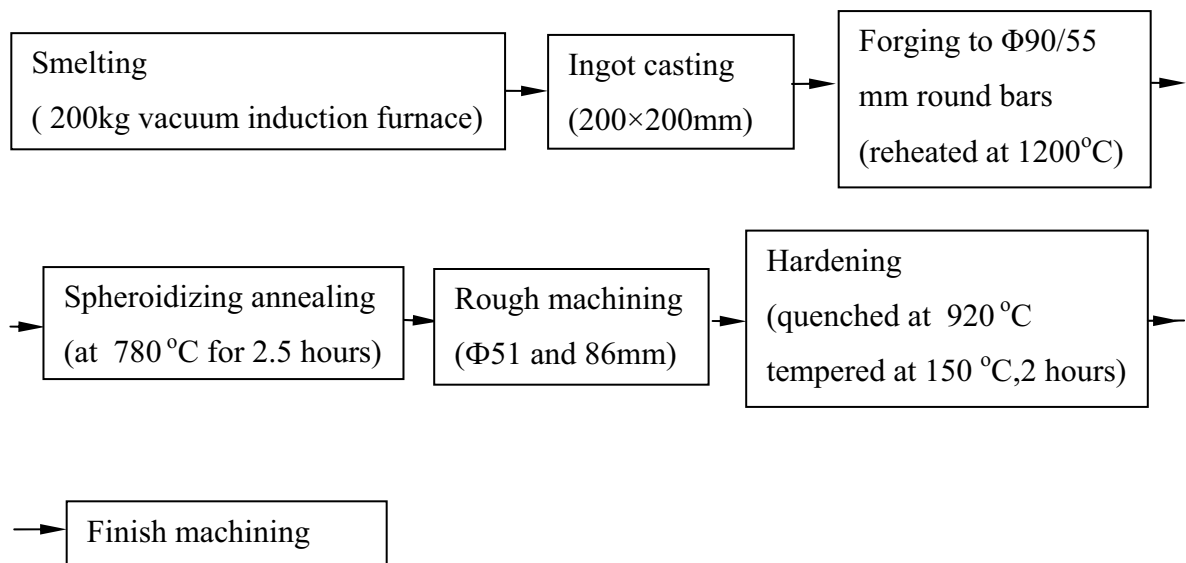 Smelting
( 200kg vacuum induction furnace)
Ingot casting
(200×200mm)
Forging to Φ90/55
mm round bars
(reheated at 1200°C)
Spheroidizing annealing
(at 780 °C for 2.5 hours)
Rough machining
(Φ51 and 86mm)
Hardening
(quenched at 920 °C
tempered at 150 °C,2 hours)
Finish machining